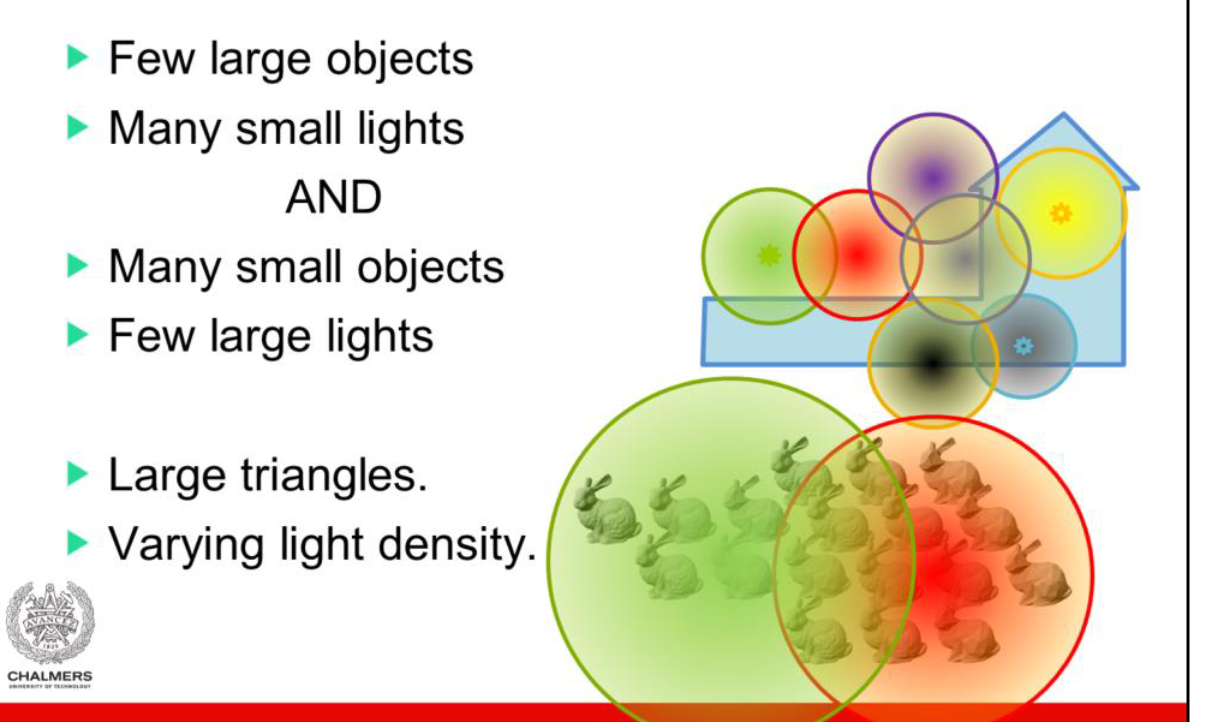 Few large objects
Many small lights
AND
Many small objects
Few large lights
Large triangles.
Varying light density.
AVANCEZ
1829
CHALMERS
UNIVERSITY OF TECHNOLOGY